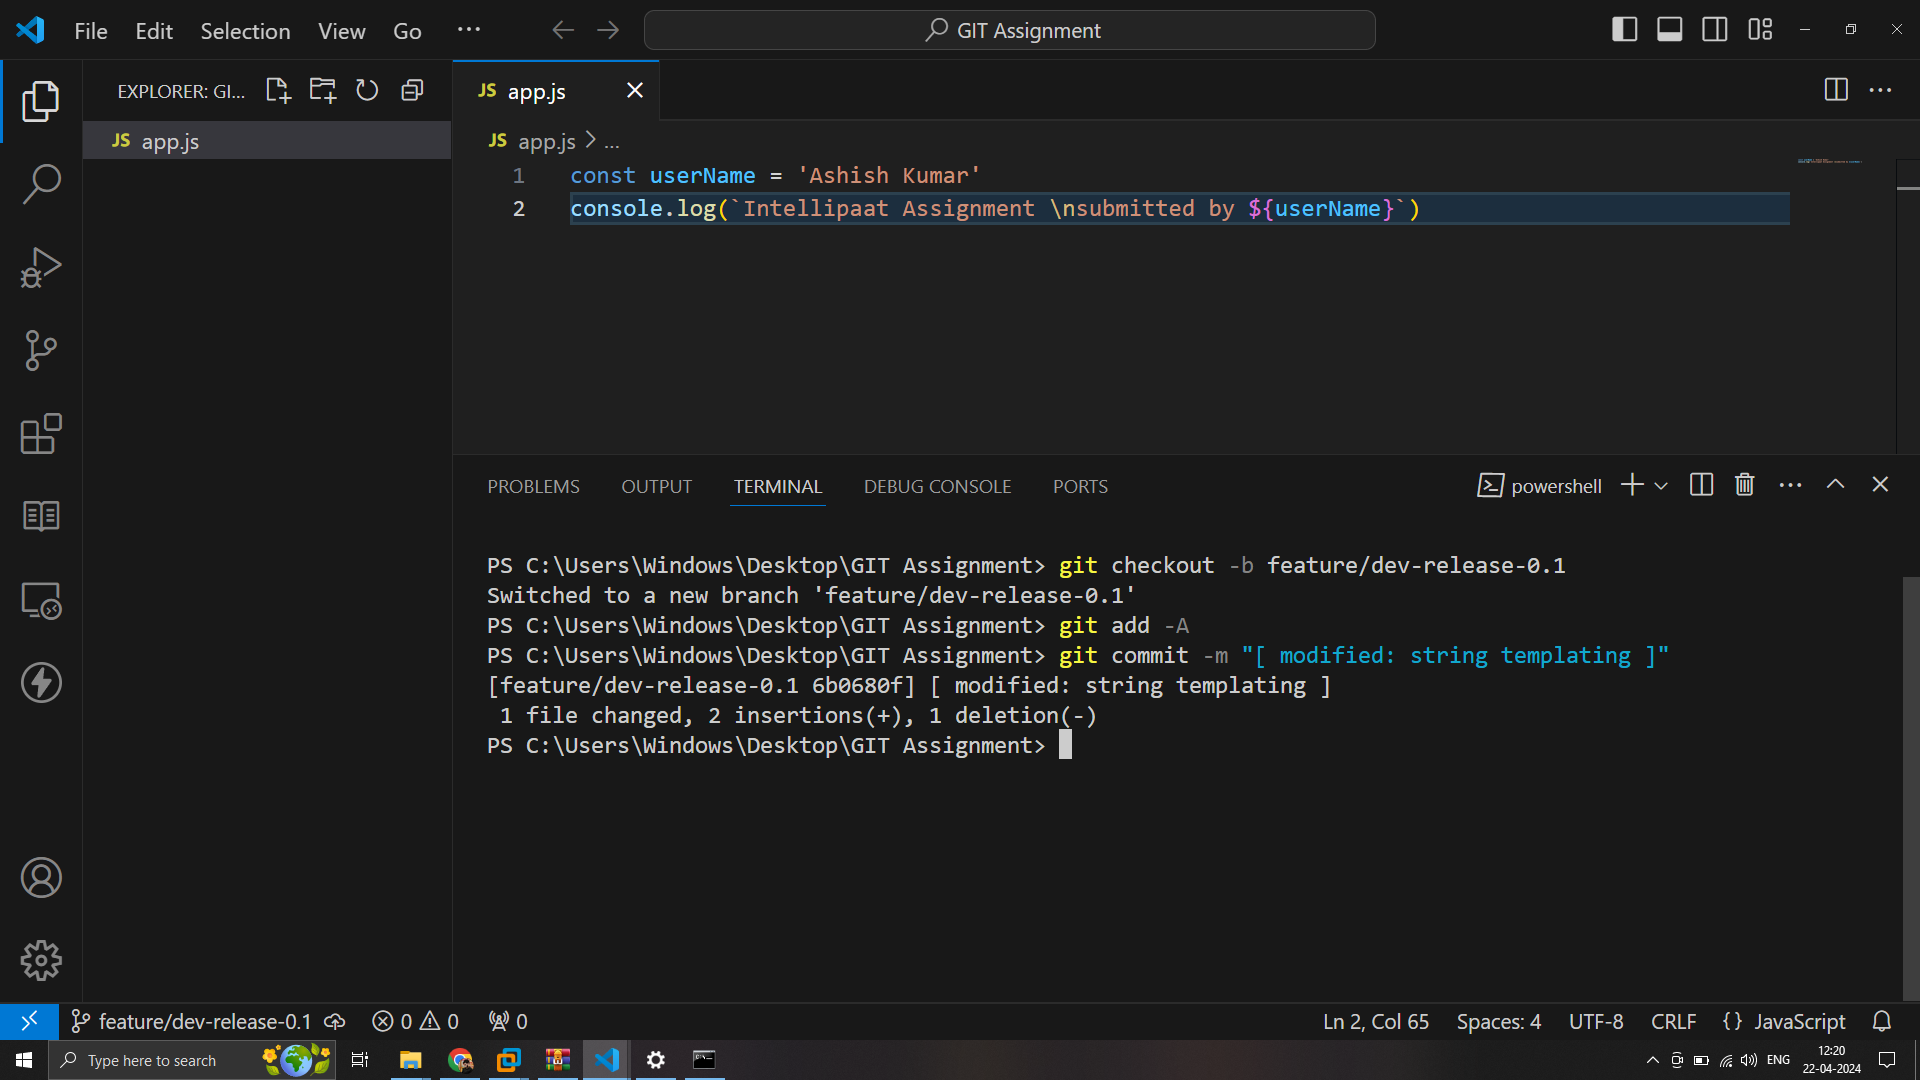 File Edit Selection View Go ...
GIT Assignment
EXPLORER: GI...
JS app.js
JS app.js
JS app.js > ...
1 const userName = 'Ashish Kumar'
2 console.log(`Intellipaat Assignment \nsubmitted by ${userName}`)
PROBLEMS OUTPUT TERMINAL DEBUG CONSOLE PORTS
powershell
PS C:\Users\Windows\Desktop\GIT Assignment> git checkout -b feature/dev-release-0.1
Switched to a new branch 'feature/dev-release-0.1'
PS C:\Users\Windows\Desktop\GIT Assignment> git add -A
PS C:\Users\Windows\Desktop\GIT Assignment> git commit -m "[ modified: string templating ]"
[feature/dev-release-0.1 6b0680f] [ modified: string templating ]
 1 file changed, 2 insertions(+), 1 deletion(-)
PS C:\Users\Windows\Desktop\GIT Assignment>
feature/dev-release-0.1 0 0 0 Ln 2, Col 65 Spaces: 4 UTF-8 CRLF {} JavaScript
Type here to search
ENG
12:20
22-04-2024